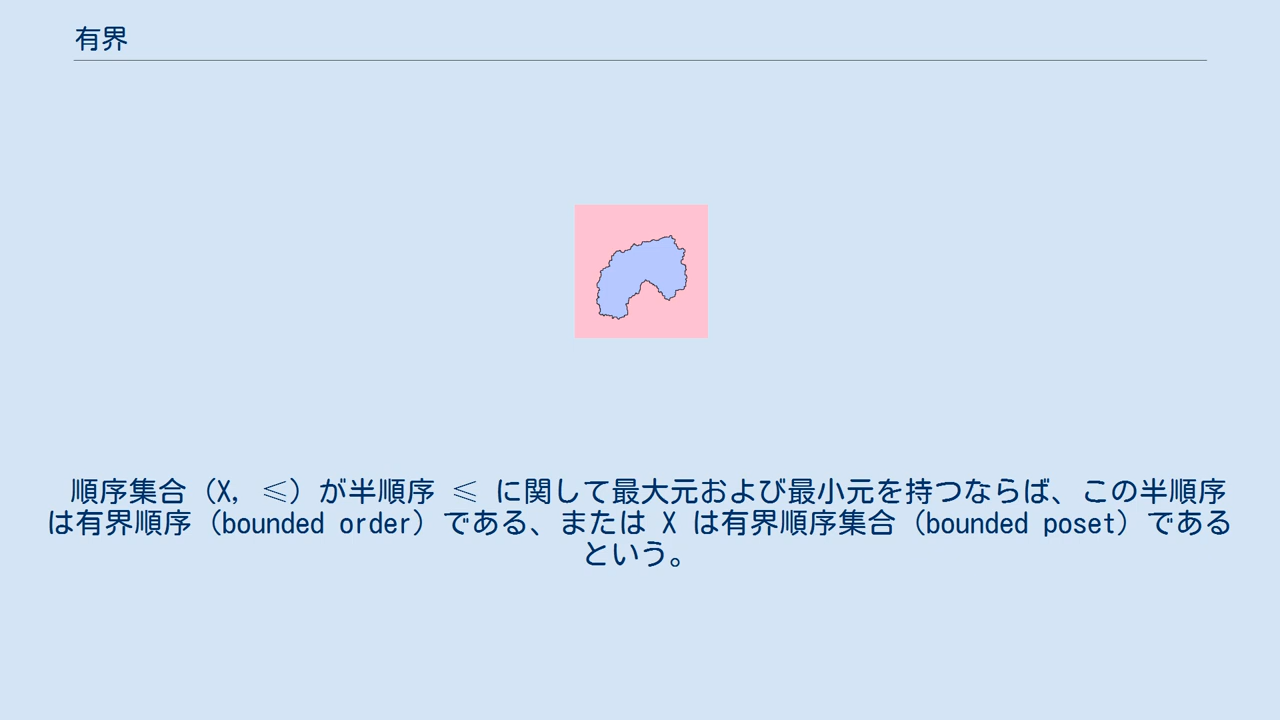 有界
順序集合（X, ≤）が半順序 ≤ に関して最大元および最小元を持つならば、この半順序
は有界順序（bounded order）である、または X は有界順序集合（bounded poset）である
という。